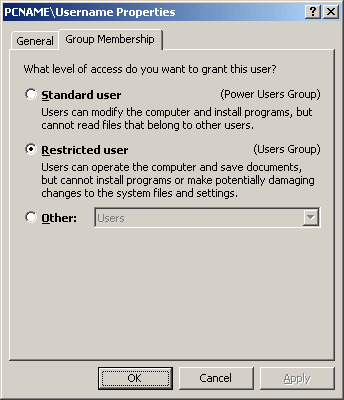 PCNAME\Username Properties
General
Group Membership
What level of access do you want to grant this user?
Standard user (Power Users Group)
Users can modify the computer and install programs, but
cannot read files that belong to other users.
Restricted user (Users Group)
Users can operate the computer and save documents,
but cannot install programs or make potentially damaging
changes to the system files and settings.
Other: Users
OK Cancel Apply